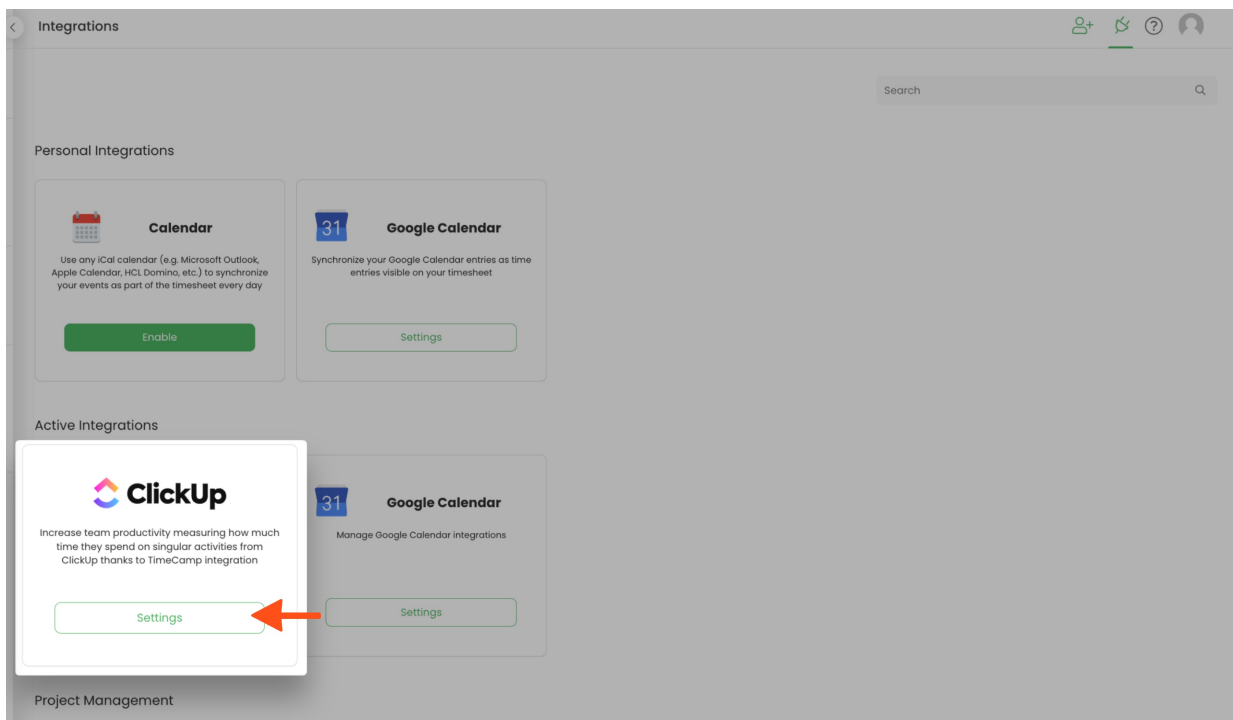 Integrations
Search
Personal Integrations
Calendar
Use any iCal calendar (e.g. Microsoft Outlook,
Apple Calendar, HCL Domino, etc.) to synchronize
your events as part of the timesheet every day
Enable
31
Google Calendar
Synchronize your Google Calendar entries as time
entries visible on your timesheet
Settings
Active Integrations
ClickUp
Increase team productivity measuring how much
time they spend on singular activities from
ClickUp thanks to TimeCamp integration
Settings
31
Google Calendar
Manage Google Calendar integrations
Settings
Project Management